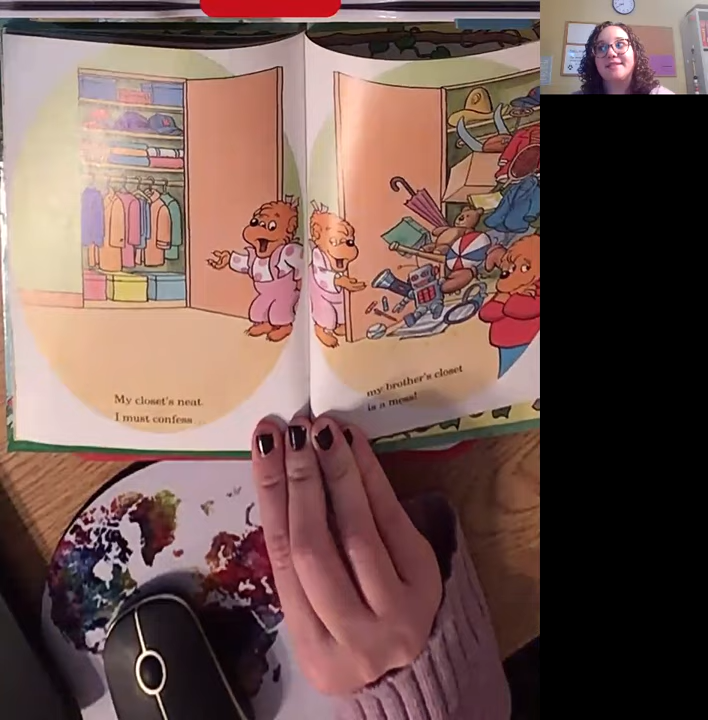 My closet's neat
I must confess
my brother's closet
is a mess!